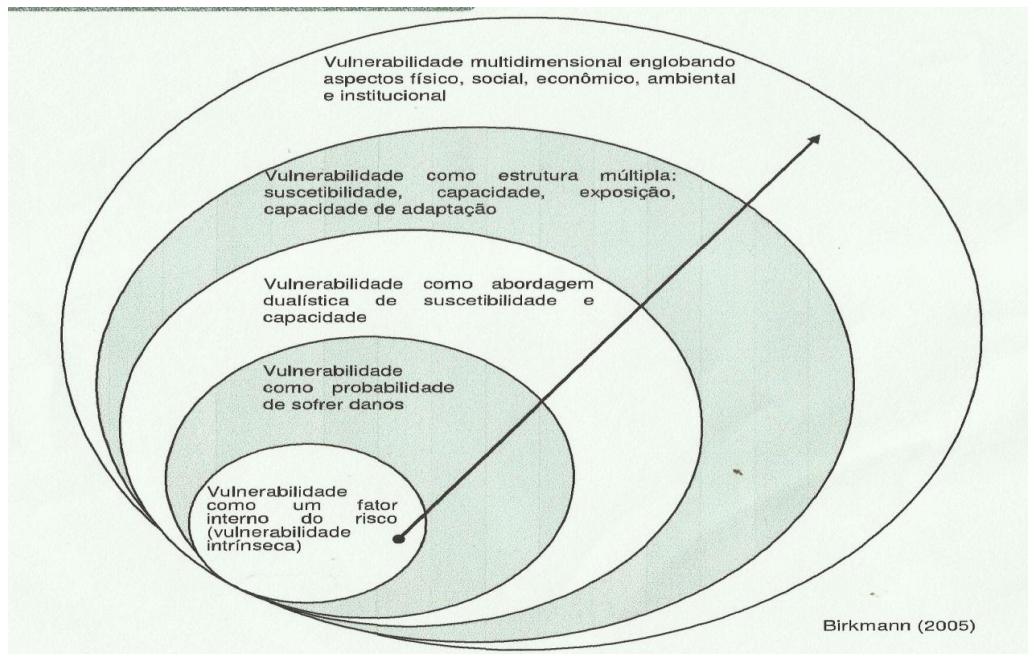 Vulnerabilidade multidimensional englobando
aspectos físico, social, econômico, ambiental
e institucional
Vulnerabilidade como estrutura múltipla:
suscetibilidade, capacidade, exposição,
capacidade de adaptação
Vulnerabilidade como abordagem
dualística de suscetibilidade e
capacidade
Vulnerabilidade
como probabilidade
de sofrer danos
Vulnerabilidade
como um fator
interno do risco
(vulnerabilidade
intrínseca)
Birkmann (2005)